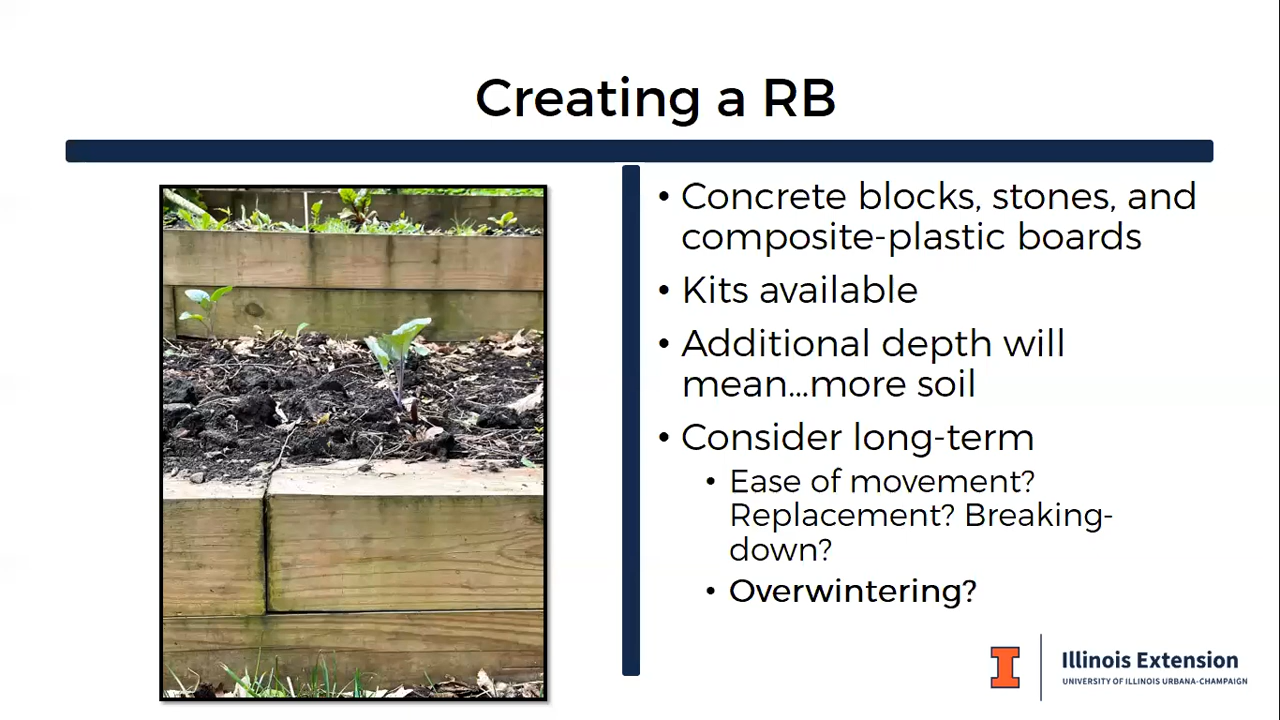 Creating a RB
• Concrete blocks, stones, and
composite-plastic boards
• Kits available
• Additional depth will
mean...more soil
• Consider long-term
• Ease of movement?
Replacement? Breaking-
down?
• Overwintering?
I
Illinois Extension
UNIVERSITY OF ILLINOIS URBANA-CHAMPAIGN